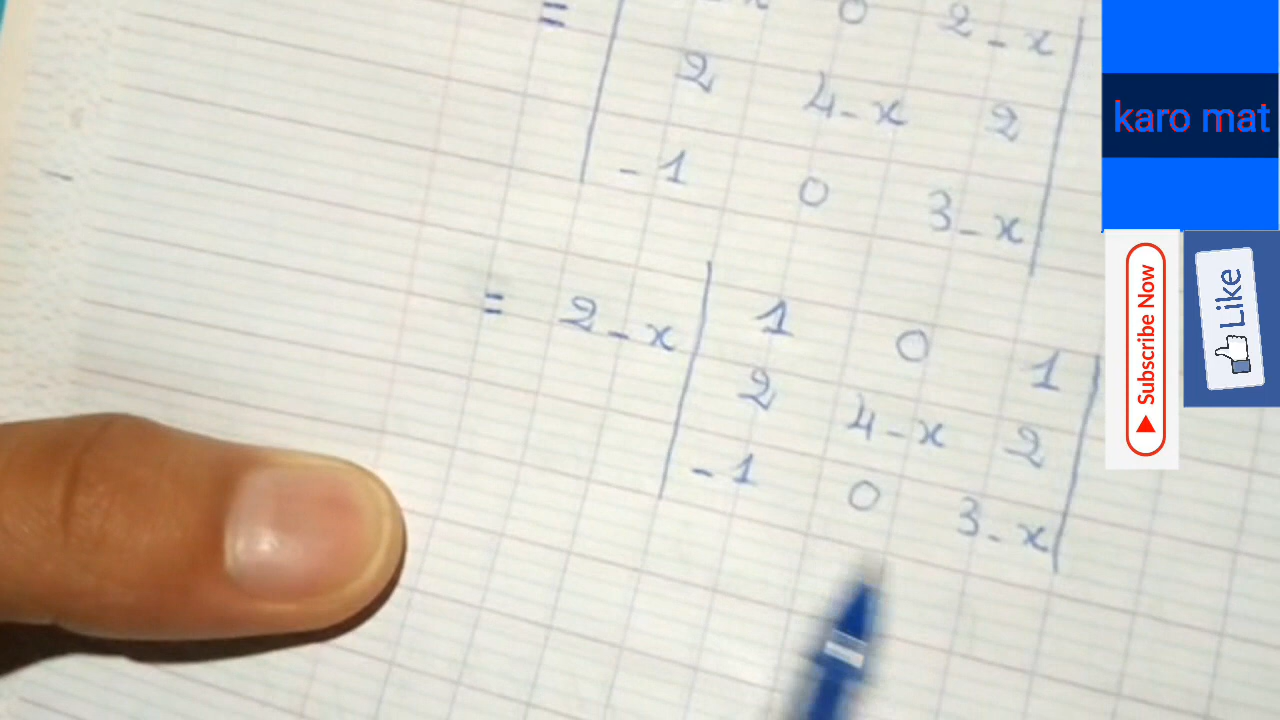 = 0 2-x
2 4-x 2
-1 0 3-x
= 2-x | 1 0 1 |
2 4-x 2
-1 0 3-x
karo mat
Subscribe Now
Like